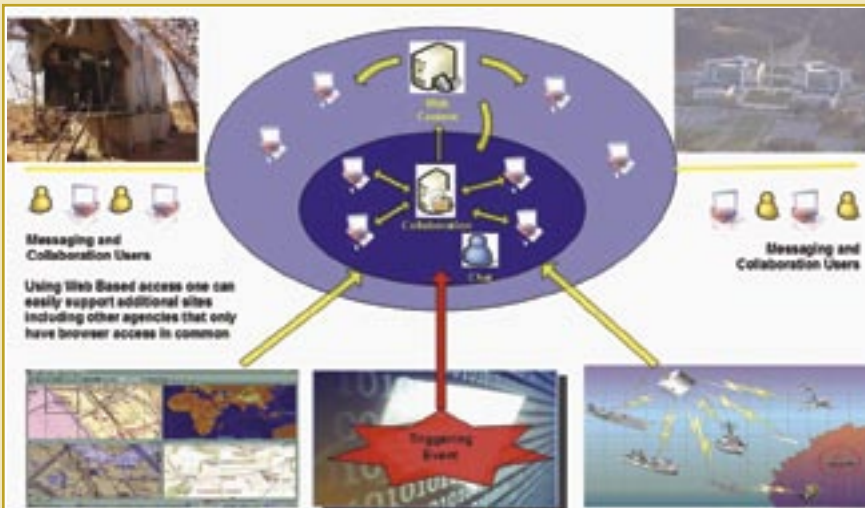 Web
Content
Collaboration
Chat
Messaging and
Collaboration Users
Using Web Based access one can
easily support additional sites
including other agencies that only
have browser access in common
Messaging and
Collaboration Users
Triggering
Event